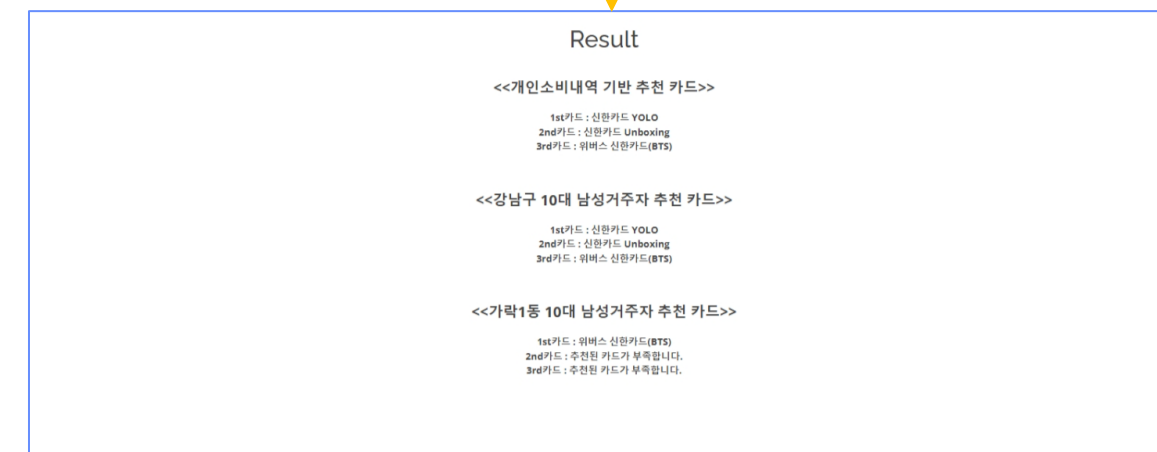 Result
<<개인소비내역 기반 추천 카드>>
1st카드 : 신한카드 YOLO
2nd카드 : 신한카드 Unboxing
3rd카드 : 위버스 신한카드(BTS)
<<강남구 10대 남성거주자 추천 카드>>
1st카드 : 신한카드 YOLO
2nd카드 : 신한카드 Unboxing
3rd카드 : 위버스 신한카드(BTS)
<<가락1동 10대 남성거주자 추천 카드>>
1st카드 : 위버스 신한카드(BTS)
2nd카드 : 추천된 카드가 부족합니다.
3rd카드 : 추천된 카드가 부족합니다.